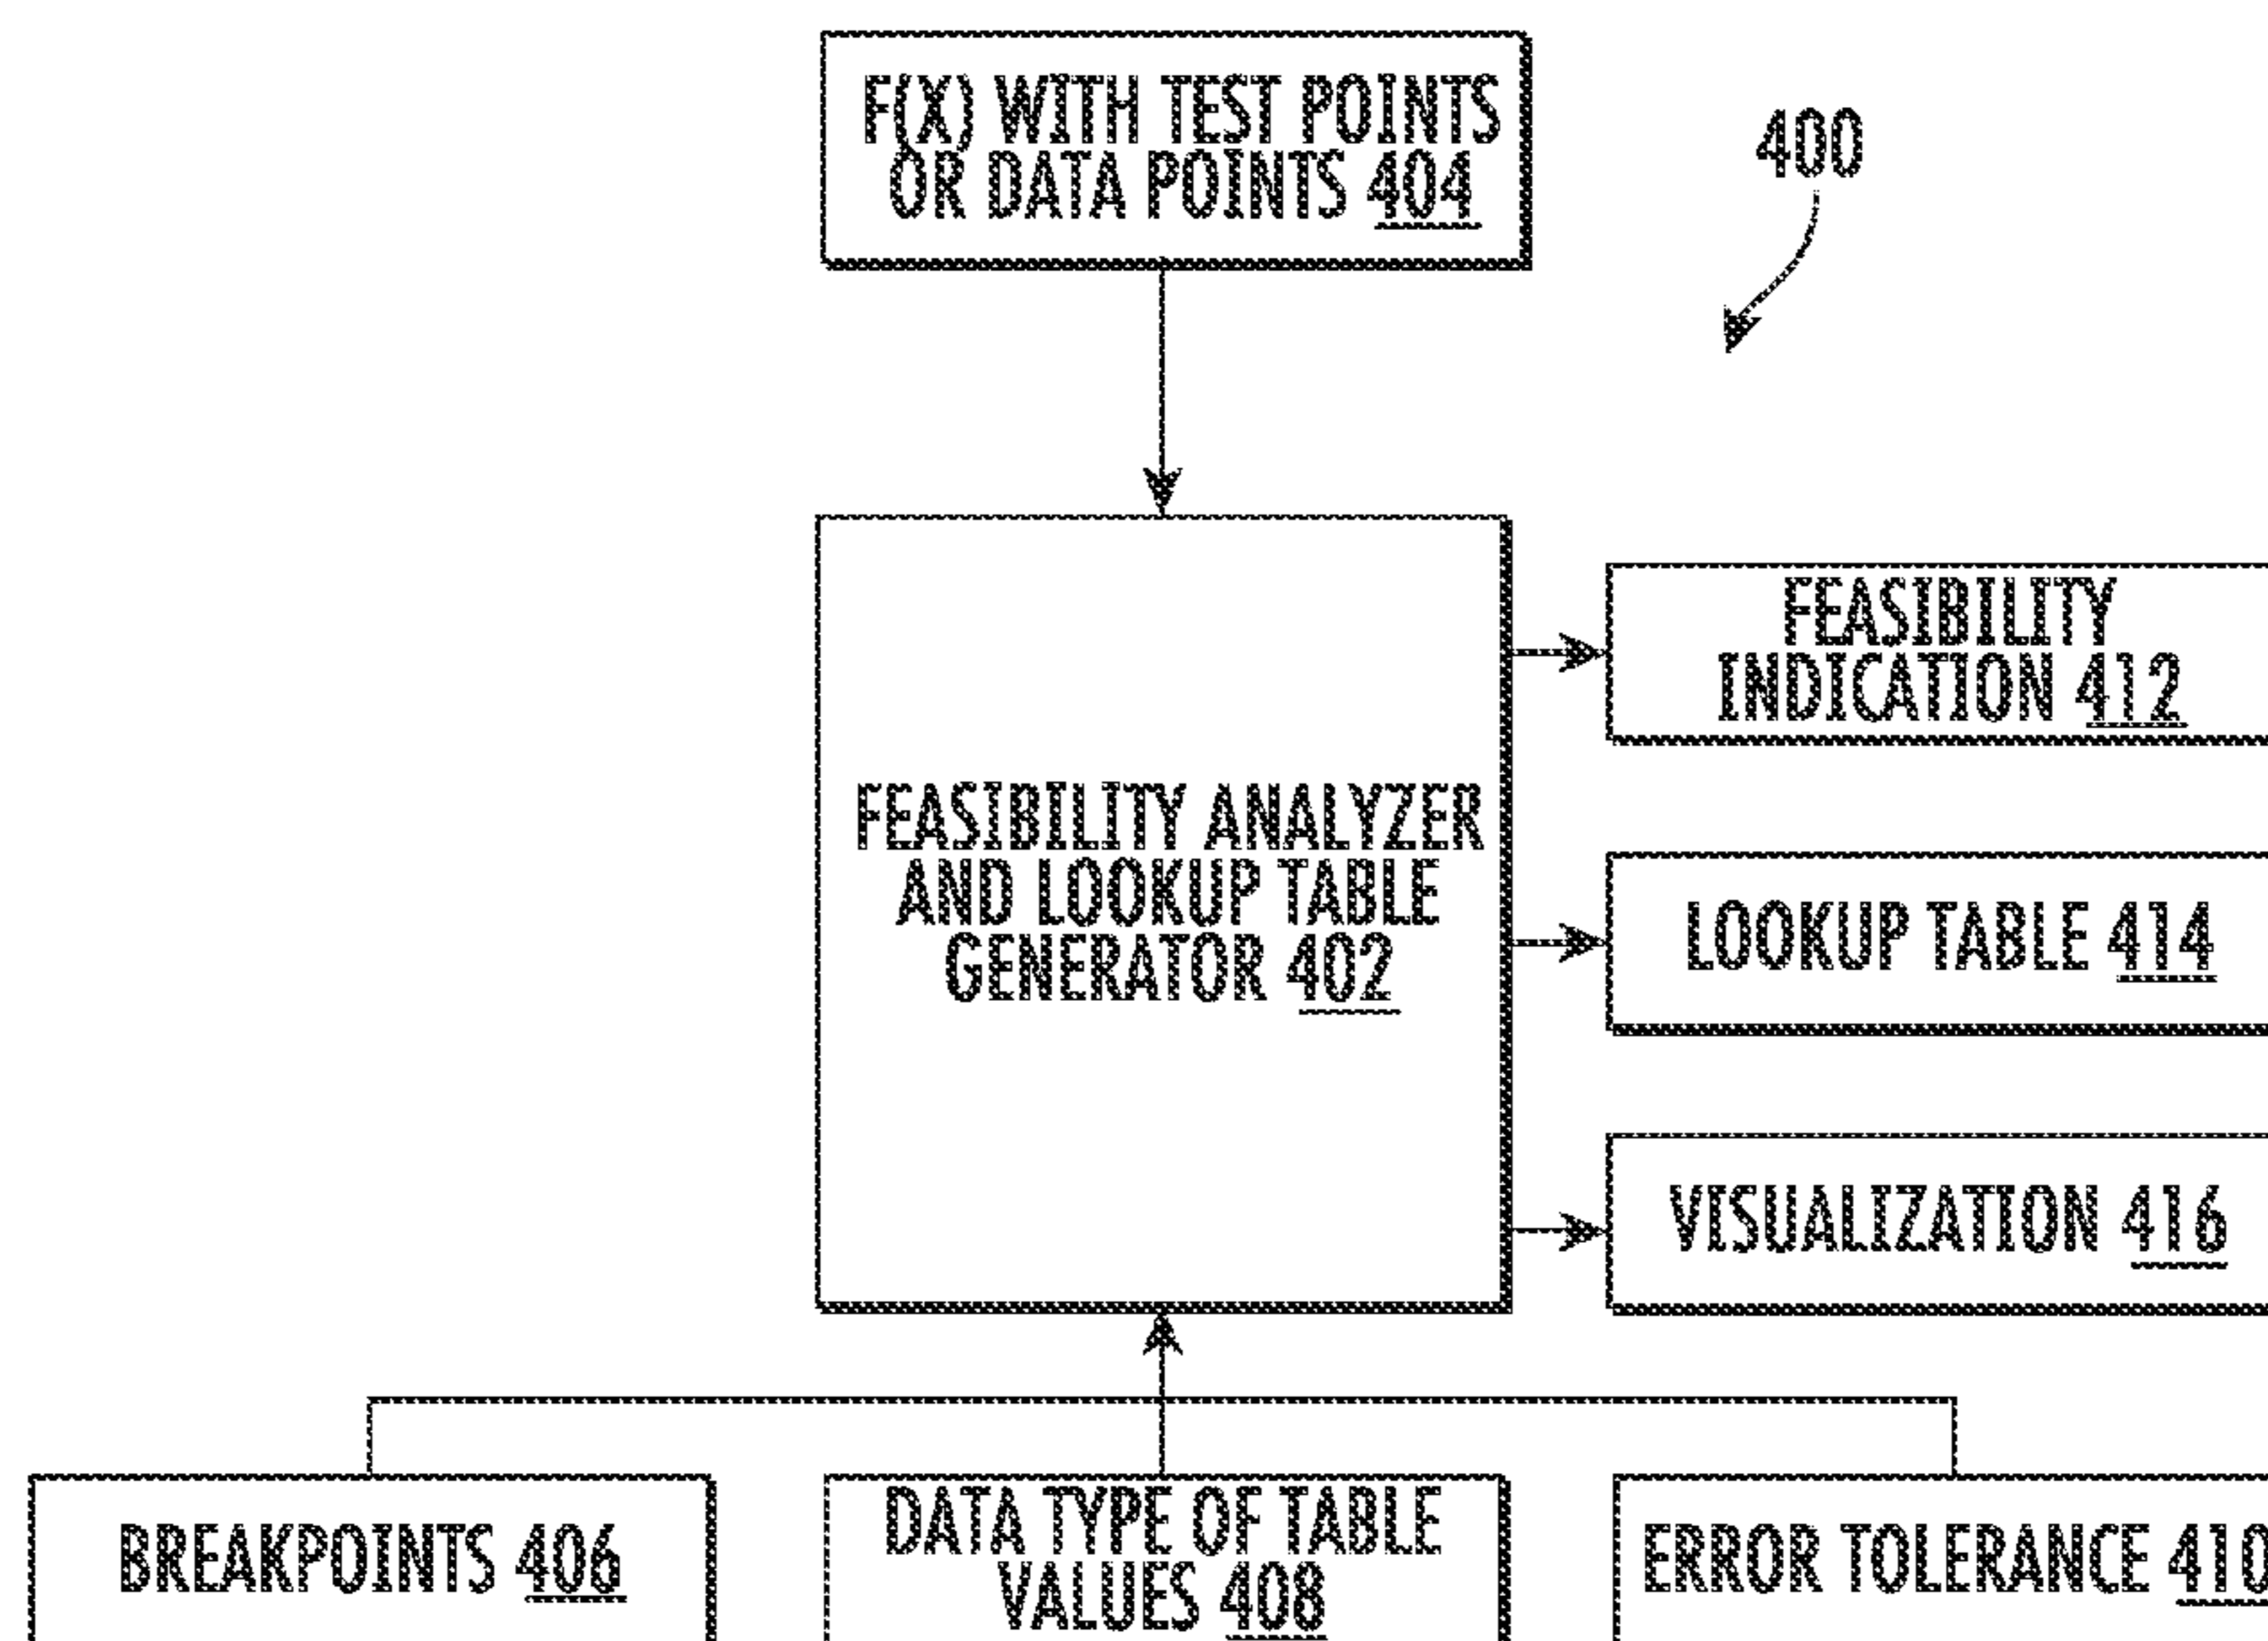 F(X) WITH TEST POINTS
OR DATA POINTS 404
400
FEASIBILITY
INDICATION 412
FEASIBILITY ANALYZER
AND LOOKUP TABLE
GENERATOR 402
LOOKUP TABLE 414
VISUALIZATION 416
BREAKPOINTS 406
DATA TYPE OF TABLE
VALUES 408
ERROR TOLERANCE 410